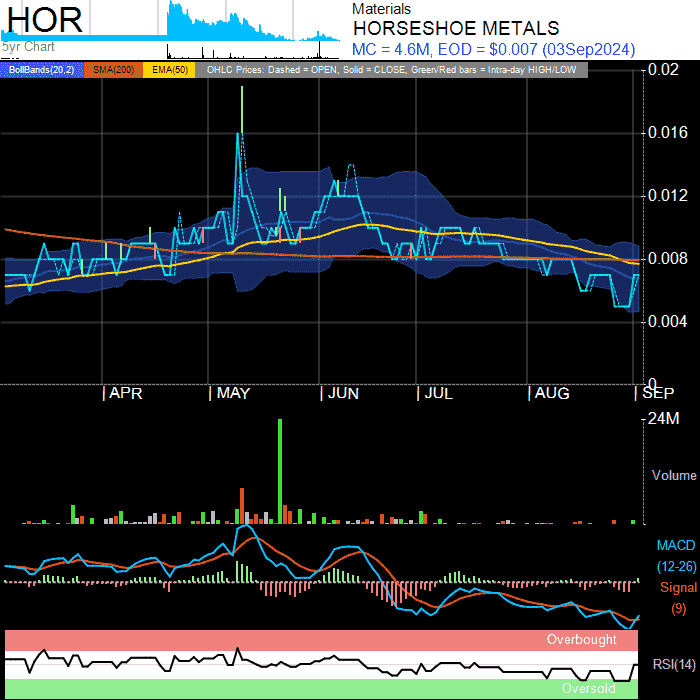 HOR
5yr Chart
Materials
HORSESHOE METALS
MC = 4.6M, EOD = $0.007 (03Sep2024)
BollBands(20,2) SMA(200) EMA(50) OHLC Prices: Dashed = OPEN, Solid = CLOSE, Green/Red bars = Intra-day HIGH/LOW
0.02
0.016
0.012
0.008
0.004
0
APR MAY JUN JUL AUG SEP
24M
Volume
MACD
(12-26)
Signal
(9)
Overbought
RSI(14)
Oversold